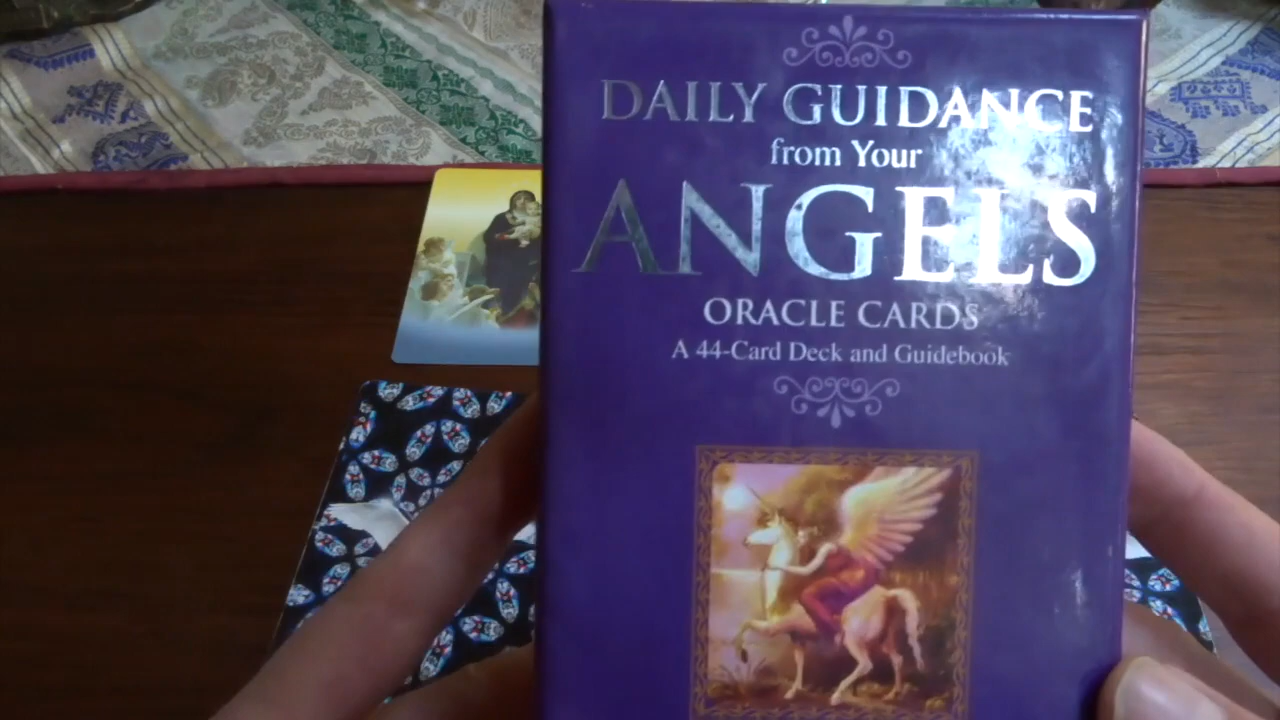 DAILY GUIDANCE
from Your
ANGELS
ORACLE CARDS
A 44-Card Deck and Guidebook